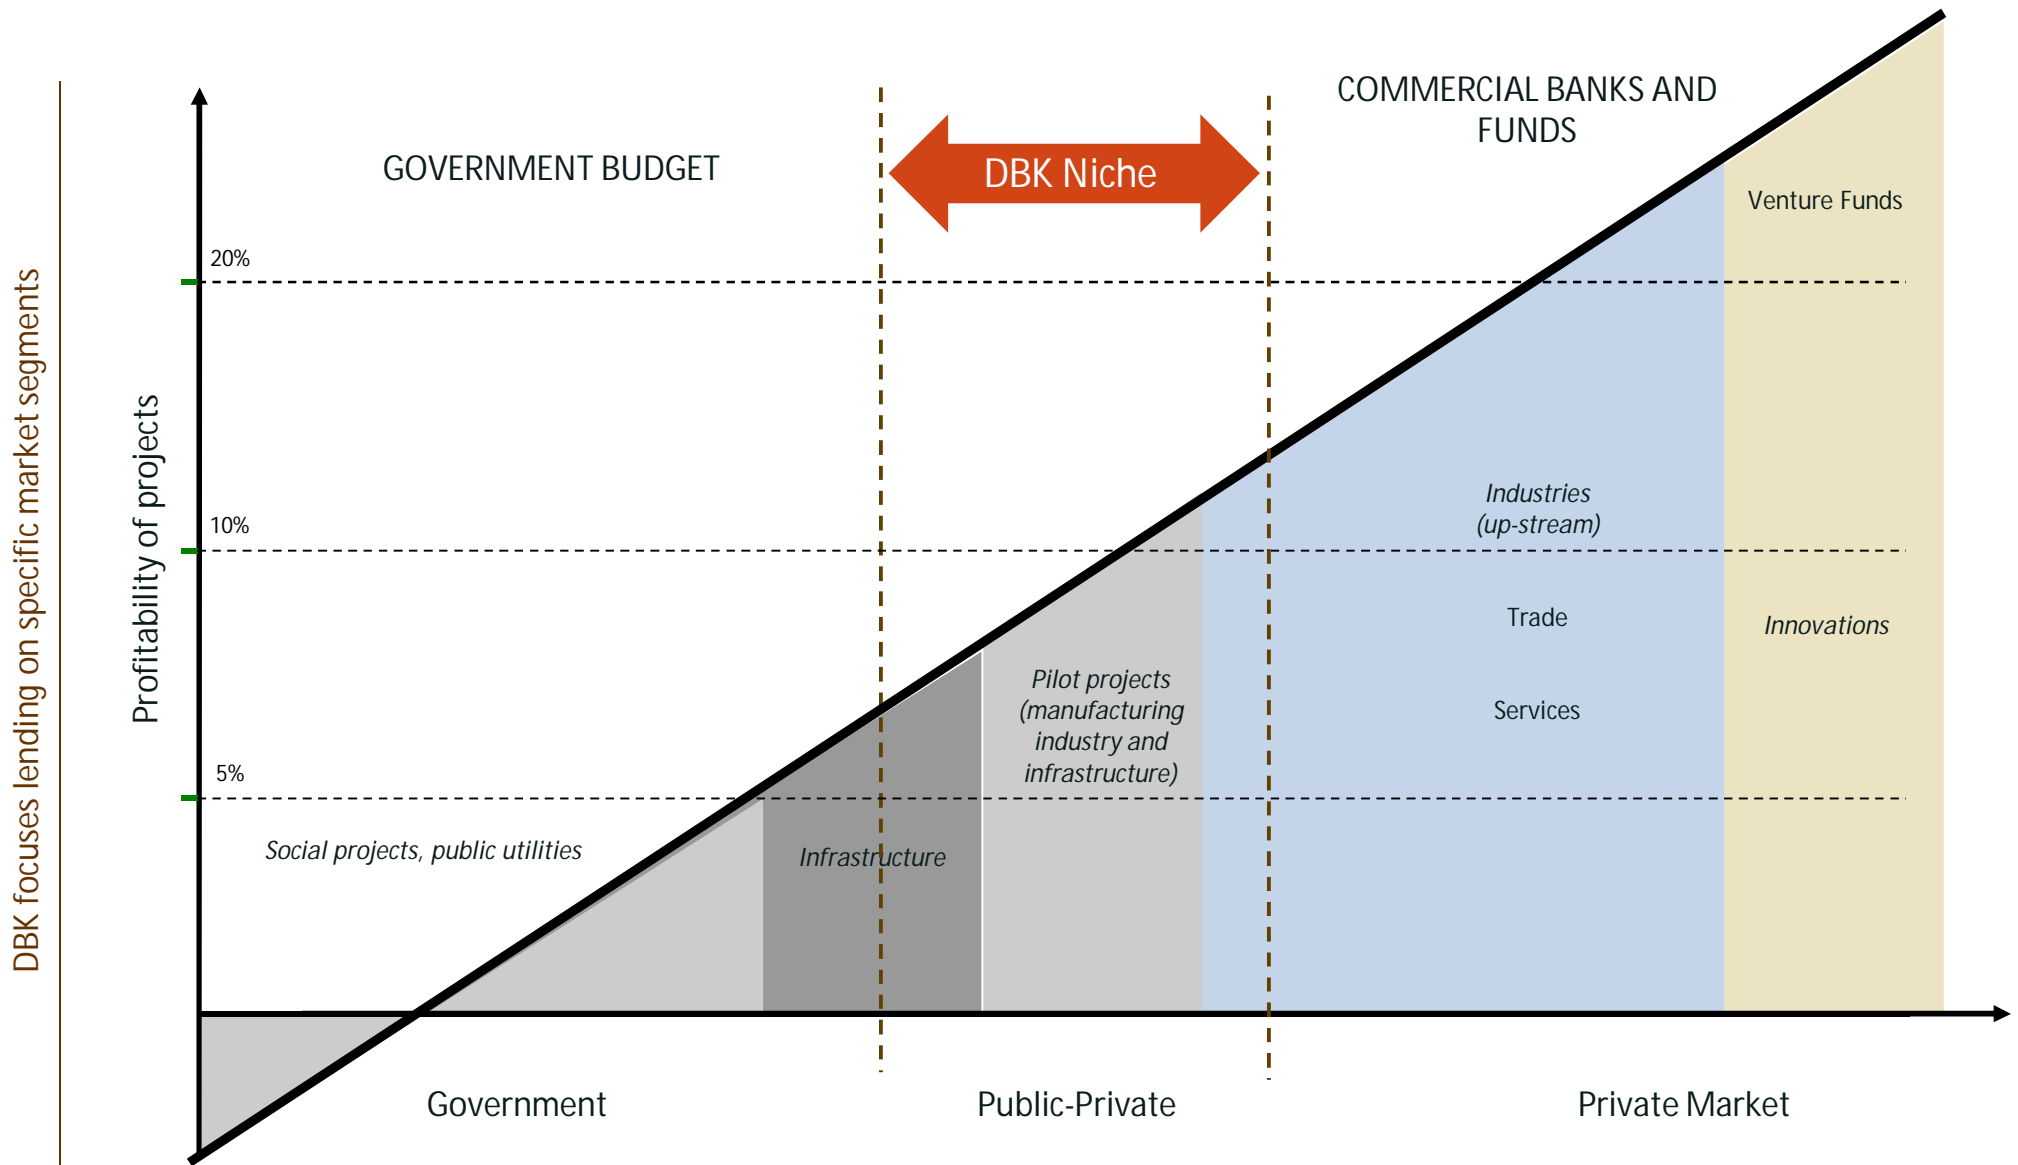 DBK focuses lending on specific market segments
Profitability of projects
GOVERNMENT BUDGET
DBK Niche
COMMERCIAL BANKS AND
FUNDS
Venture Funds
20%
10%
5%
Industries
(up-stream)
Trade
Services
Innovations
Pilot projects
(manufacturing
industry and
infrastructure)
Social projects, public utilities
Infrastructure
Government
Public-Private
Private Market